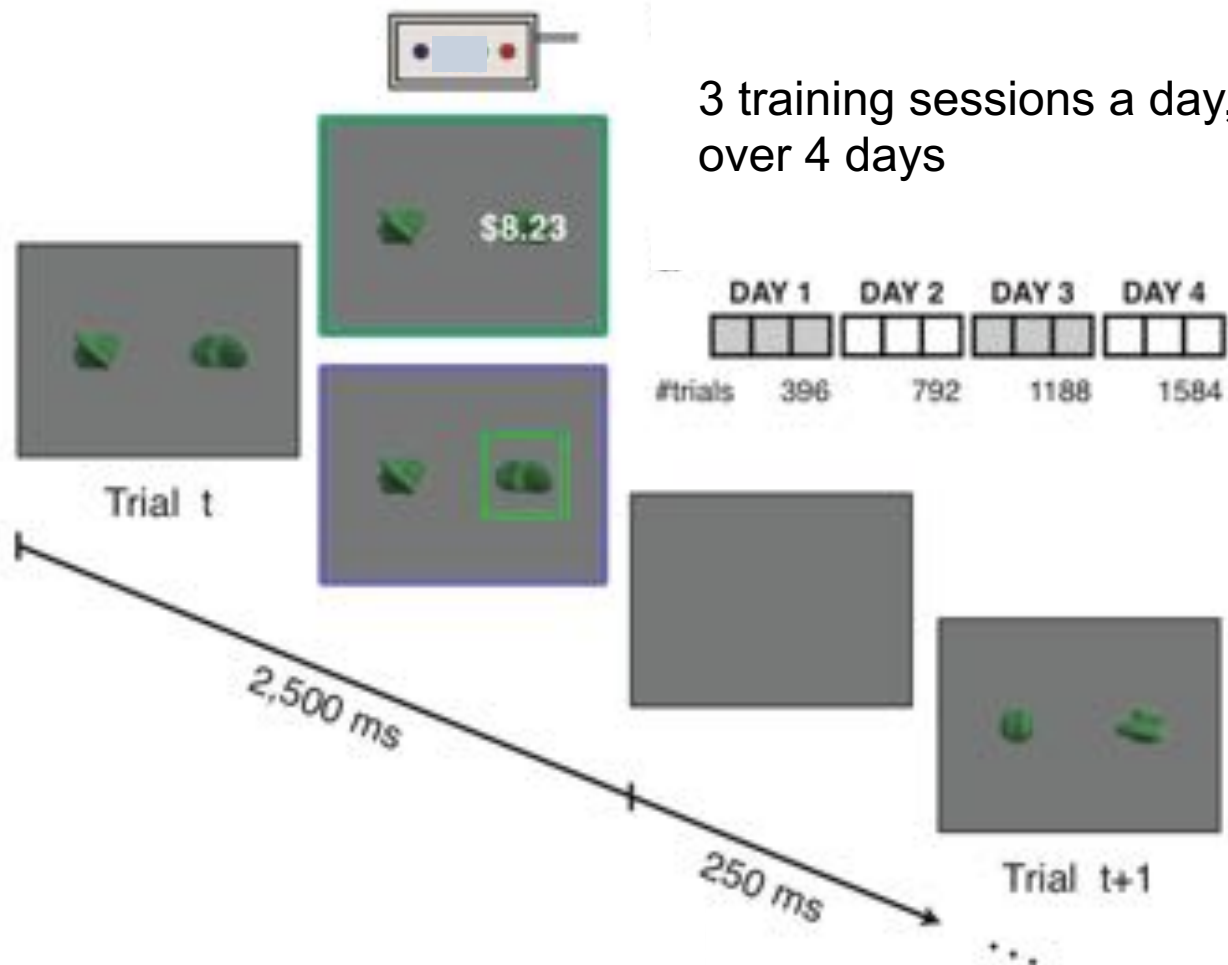 3 training sessions a day,
over 4 days
$8.23
DAY 1 DAY 2 DAY 3 DAY 4
#trials 396 792 1188 1584
Trial t
2,500 ms
250 ms
Trial t+1
...